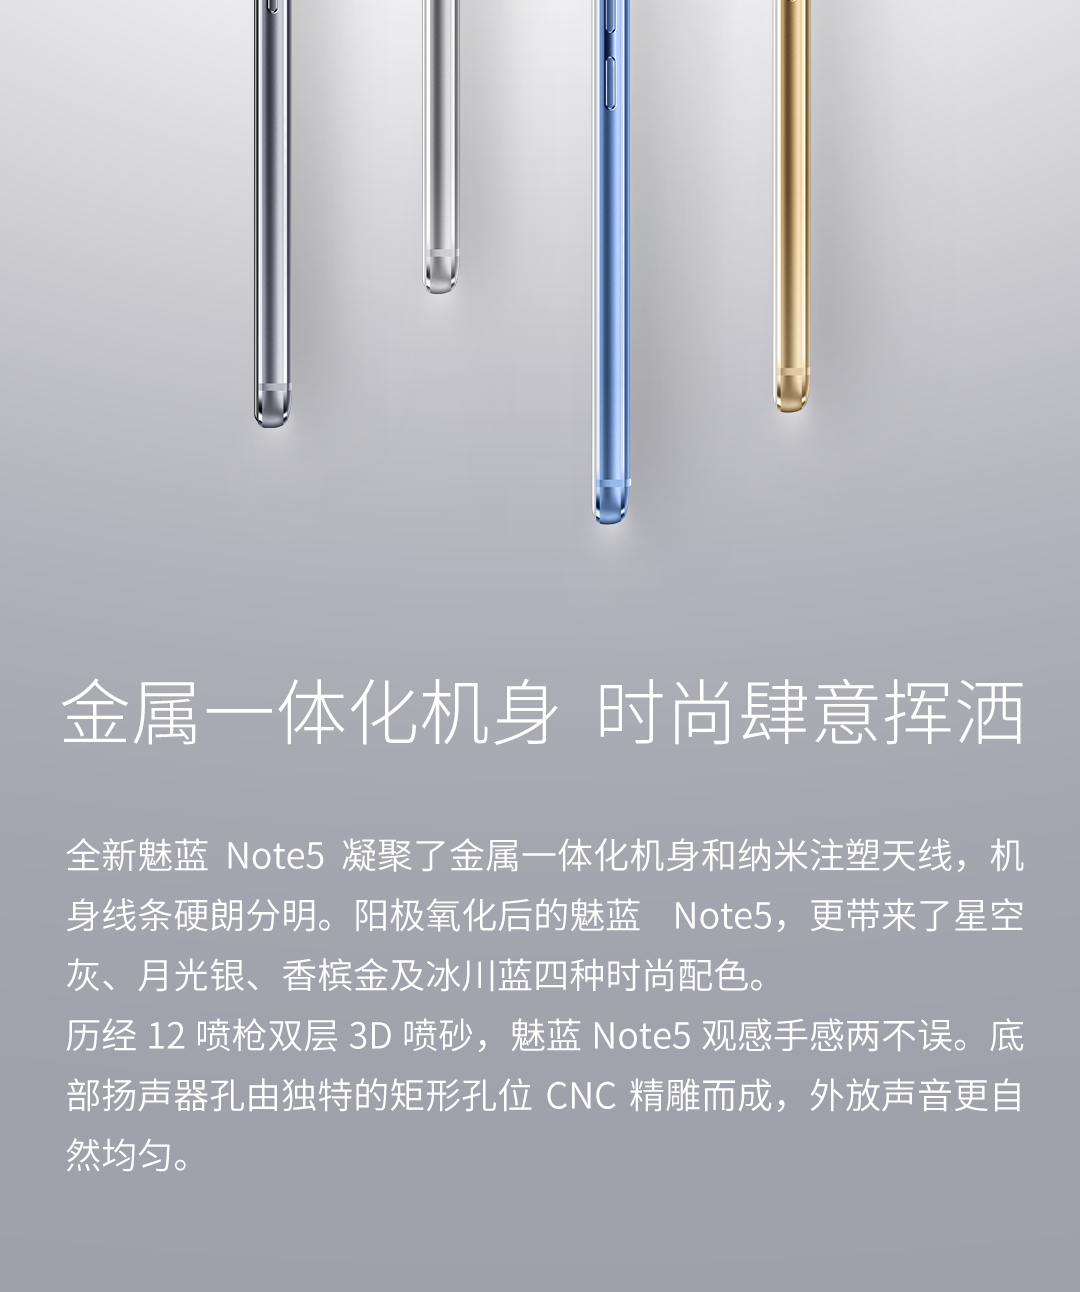 金属一体化机身 时尚肆意挥洒
全新魅蓝 Note5 凝聚了金属一体化机身和纳米注塑天线，机
身线条硬朗分明。阳极氧化后的魅蓝 Note5，更带来了星空
灰、月光银、香槟金及冰川蓝四种时尚配色。
历经 12 喷枪双层 3D 喷砂，魅蓝 Note5 观感手感两不误。底
部扬声器孔由独特的矩形孔位 CNC 精雕而成，外放声音更自
然均匀。